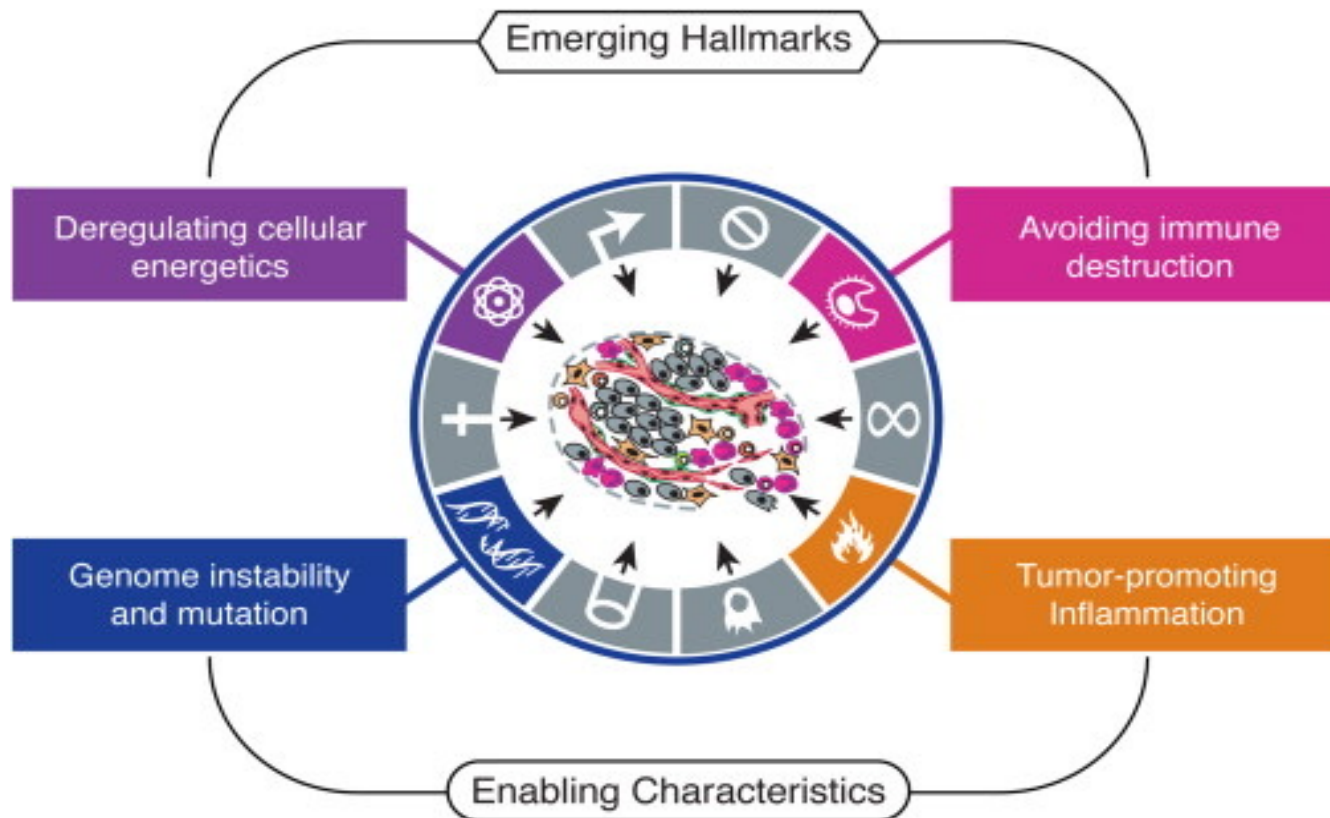 Emerging Hallmarks
Deregulating cellular
energetics
Avoiding immune
destruction
Genome instability
and mutation
Tumor-promoting
Inflammation
Enabling Characteristics